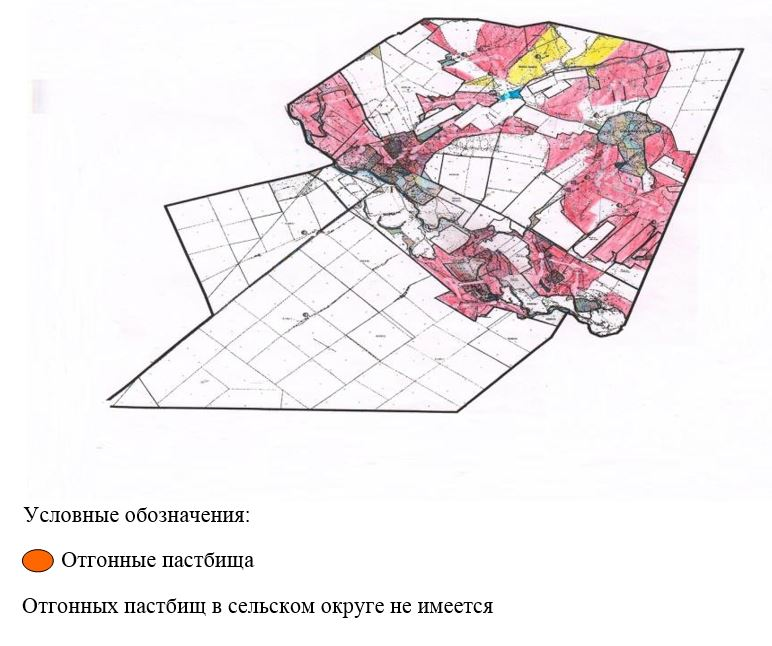 Условные обозначения:
Отгонные пастбища
Отгонных пастбищ в сельском округе не имеется